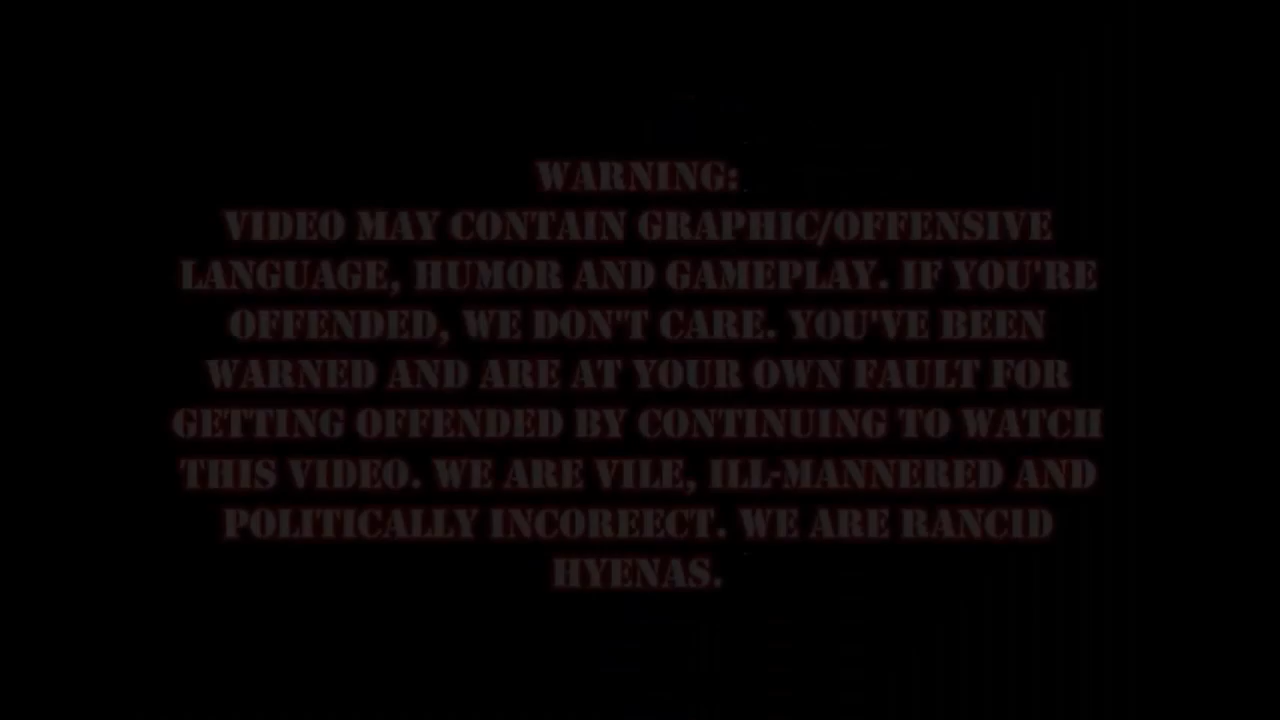 WARNING:
VIDEO MAY CONTAIN GRAPHIC/OFFENSIVE
LANGUAGE, HUMOR AND GAMEPLAY. IF YOU'RE
OFFENDED, WE DON'T CARE. YOU'VE BEEN
WARNED AND ARE AT YOUR OWN FAULT FOR
GETTING OFFENDED BY CONTINUING TO WATCH
THIS VIDEO. WE ARE VILE, ILL-MANNERED AND
POLITICALLY INCOREECT. WE ARE RANCID
HYENAS.